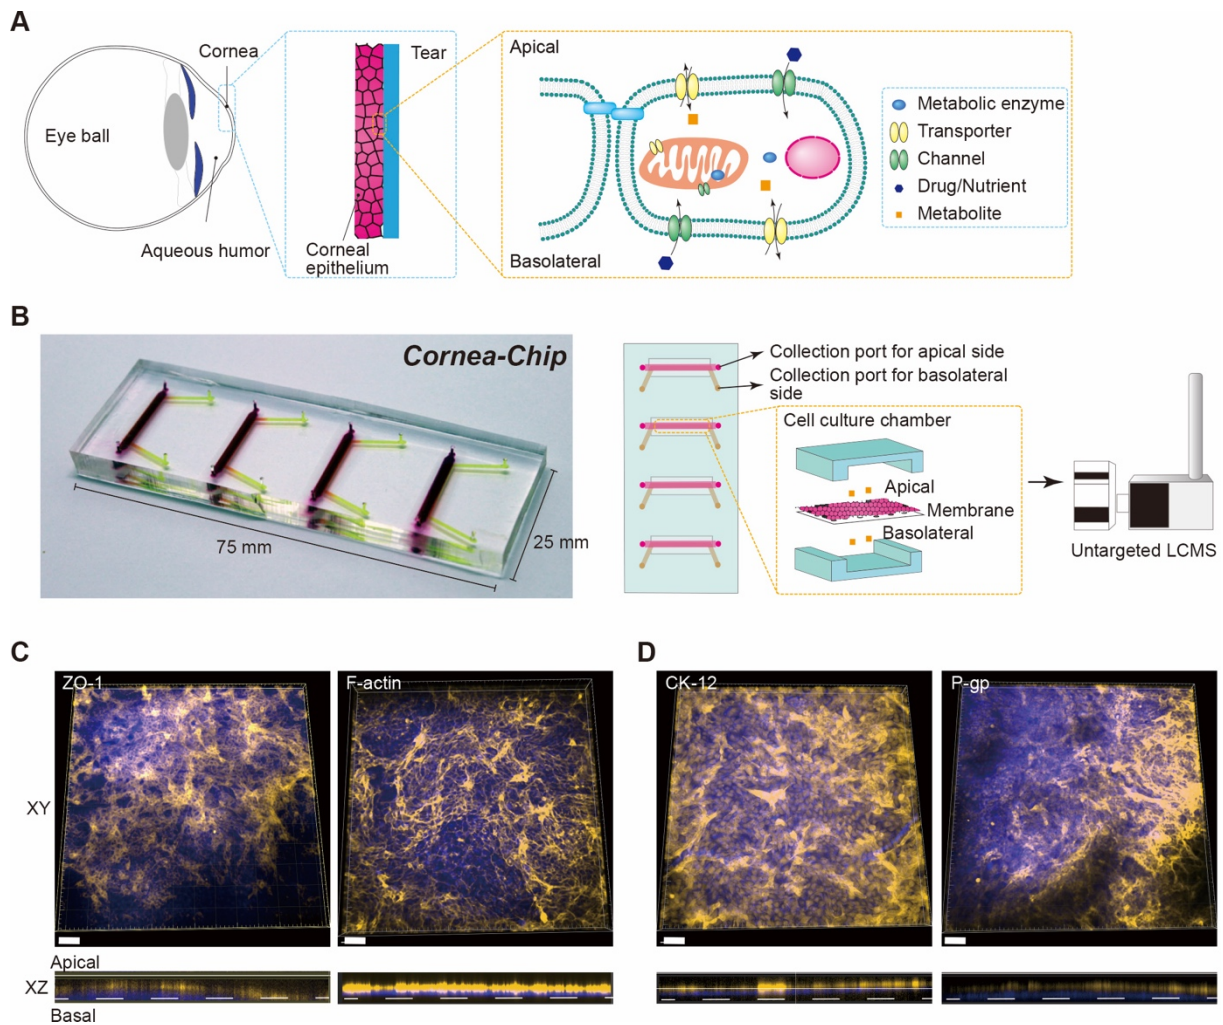 A
Cornea
Eye ball
Aqueous humor
Tear
Corneal
epithelium
Apical
Basolateral
Metabolic enzyme
Transporter
Channel
Drug/Nutrient
Metabolite
B
Cornea-Chip
75 mm
25 mm
Collection port for apical side
Collection port for basolateral
side
Cell culture chamber
Apical
Membrane
Basolateral
Untargeted LCMS
C
D
ZO-1
F-actin
CK-12
P-gp
XY
Apical
XZ
Basal